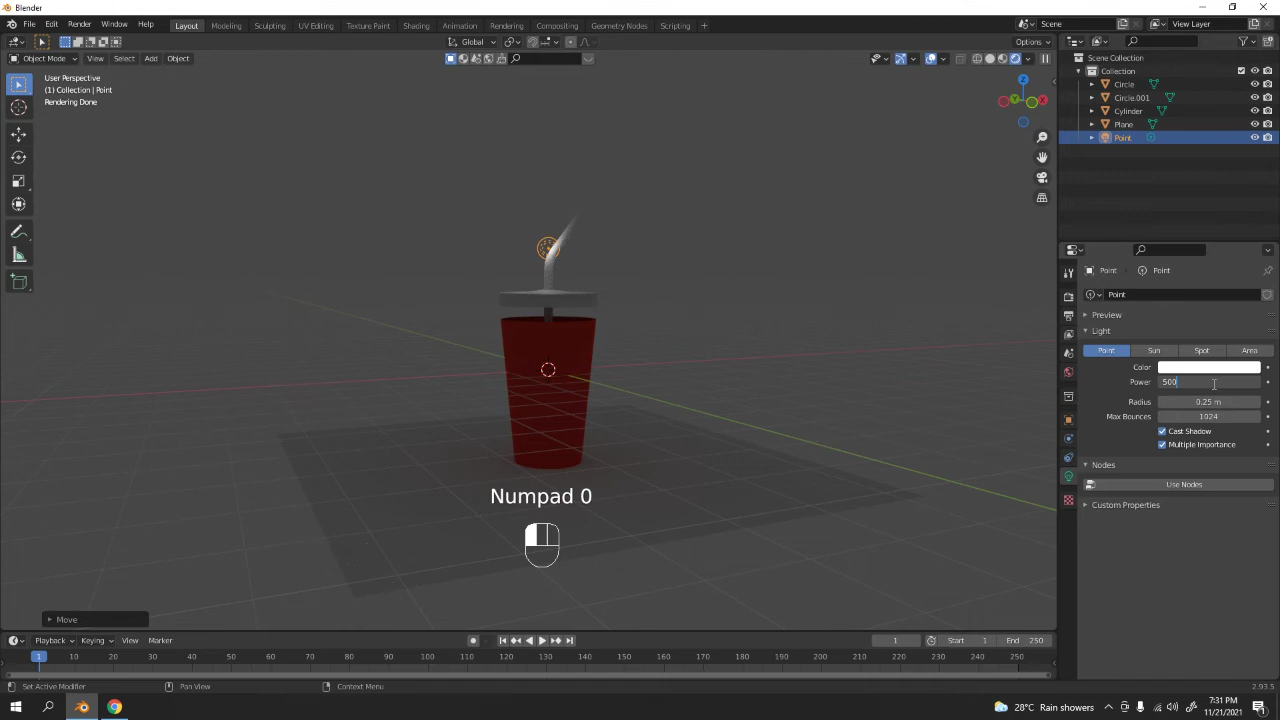 Blender
File Edit Render Window Help
Layout Modeling Sculpting UV Editing Texture Paint Shading Animation Rendering Compositing Geometry Nodes Scripting +
Scene
View Layer
Global
Options
Object Mode View Select Add Object
User Perspective
(1) Collection | Point
Rendering Done
Z
Y
X
Scene Collection
Collection
Circle
Circle.001
Cylinder
Plane
Point
Point Point
Point
Preview
Light
Point Sun Spot Area
Color
Power 500
Radius 0.25 m
Max Bounces 1024
Cast Shadow
Multiple Importance
Nodes
Use Nodes
Custom Properties
Numpad 0
Move
Playback Keying View Marker
1 Start 1 End 250
1 10 20 30 40 50 60 70 80 90 100 110 120 130 140 150 160 170 180 190 200 210 220 230 240 250
Set Active Modifier Pan View Context Menu 2.93.5
28°C Rain showers
7:31 PM
11/21/2021